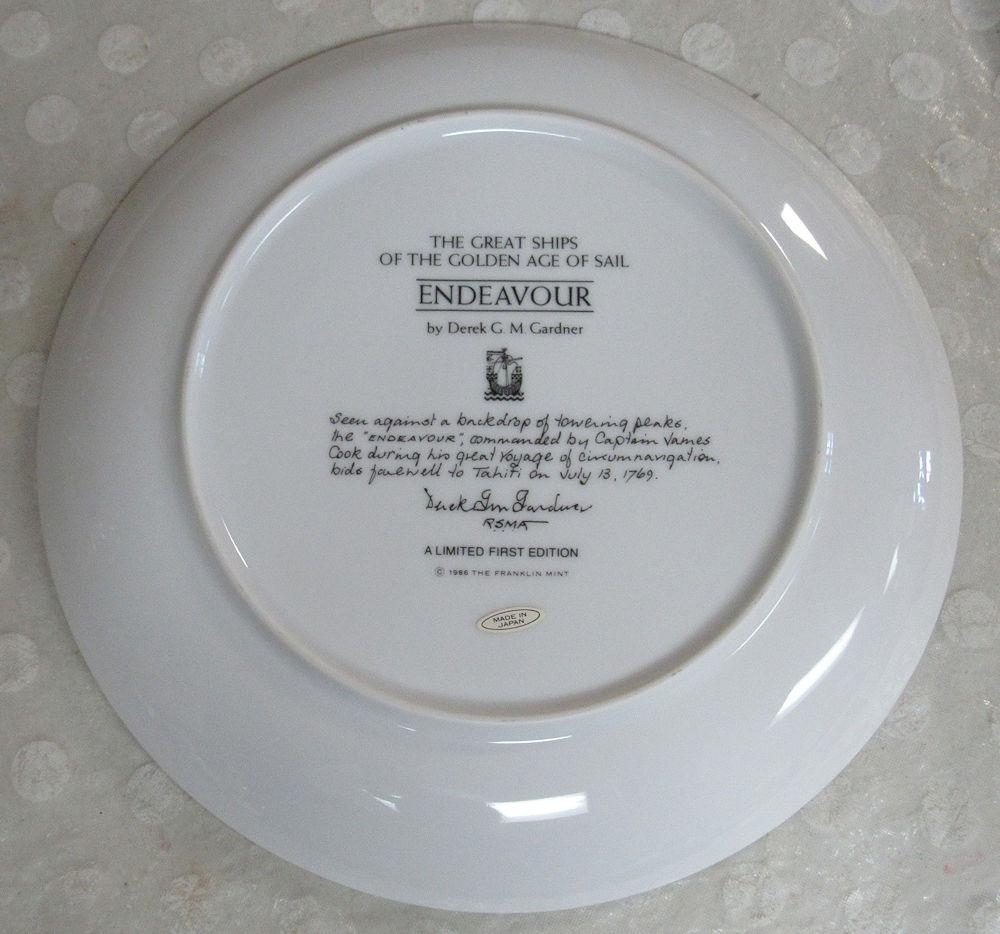 THE GREAT SHIPS
OF THE GOLDEN AGE OF SAIL
ENDEAVOUR
by Derek G. M. Gardner
Seen against a backdrop of towering peaks,
the "ENDEAVOUR", commanded by Captain James
Cook during his great voyage of circumnavigation,
bids farewell to Tahiti on July 13, 1769.
Derek G M Gardner
RSMA
A LIMITED FIRST EDITION
© 1986 THE FRANKLIN MINT
MADE IN
JAPAN